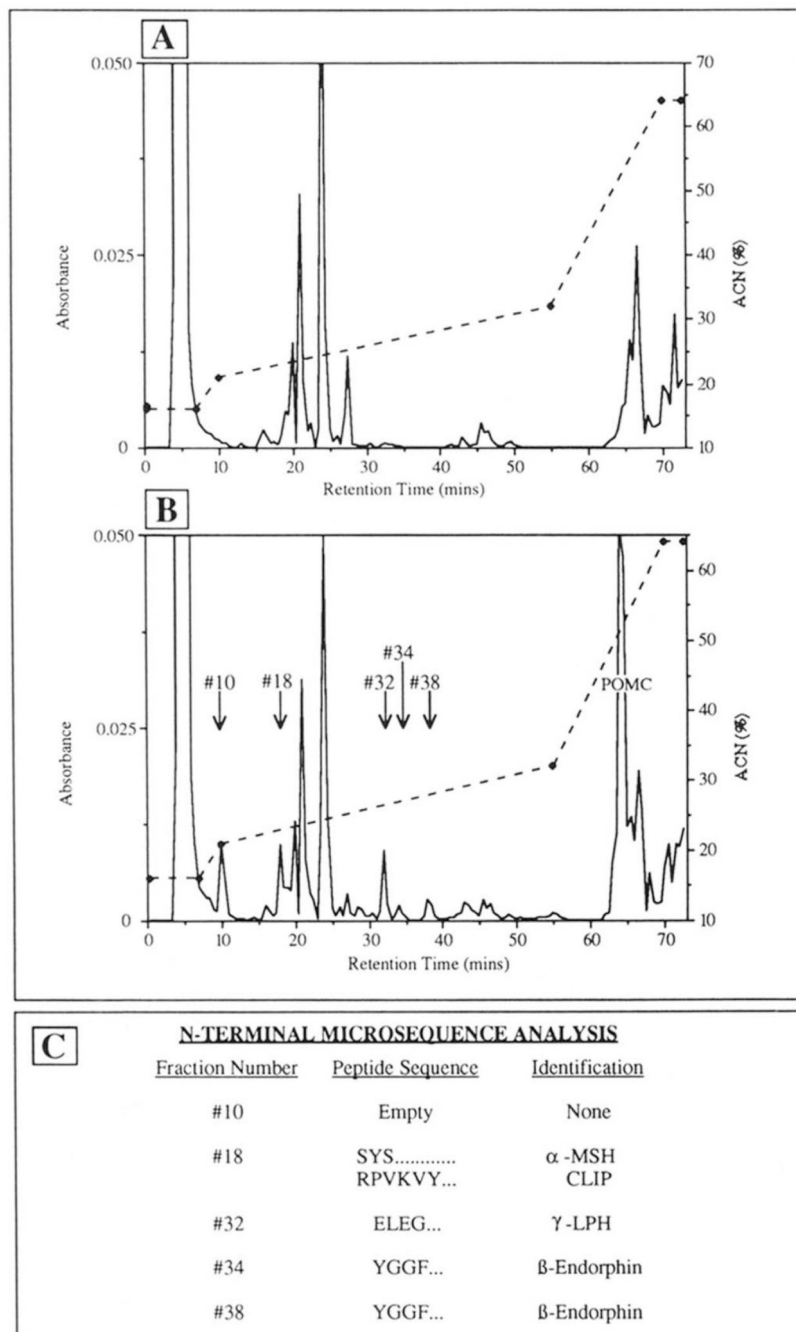 A
0.050
0.025
0
Absorbance
70
60
50
40
30
20
10
ACN (%)
0 10 20 30 40 50 60 70
Retention Time (mins)
B
0.050
0.025
0
Absorbance
#10
#18
#32
#34
#38
POMC
60
50
40
30
20
10
ACN (%)
0 10 20 30 40 50 60 70
Retention Time (mins)
C
N-TERMINAL MICROSEQUENCE ANALYSIS
Fraction Number Peptide Sequence Identification
#10 Empty None
#18 SYS............ α-MSH
RPVKVY... CLIP
#32 ELEG... γ-LPH
#34 YGGF... ß-Endorphin
#38 YGGF... ß-Endorphin